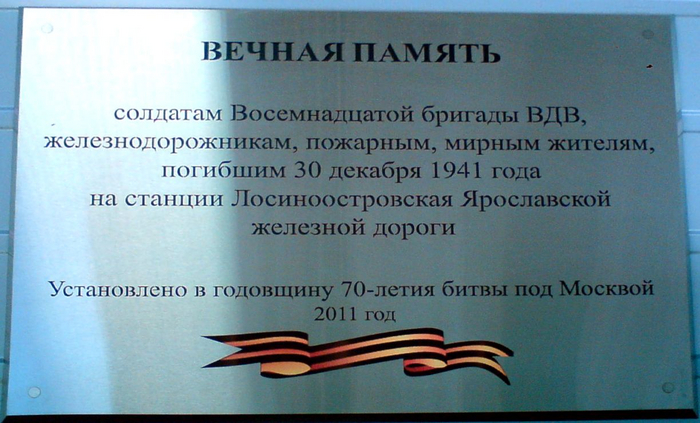 ВЕЧНАЯ ПАМЯТЬ
солдатам Восемнадцатой бригады ВДВ,
железнодорожникам, пожарным, мирным жителям,
погибшим 30 декабря 1941 года
на станции Лосиноостровская Ярославской
железной дороги
Установлено в годовщину 70-летия битвы под Москвой
2011 год